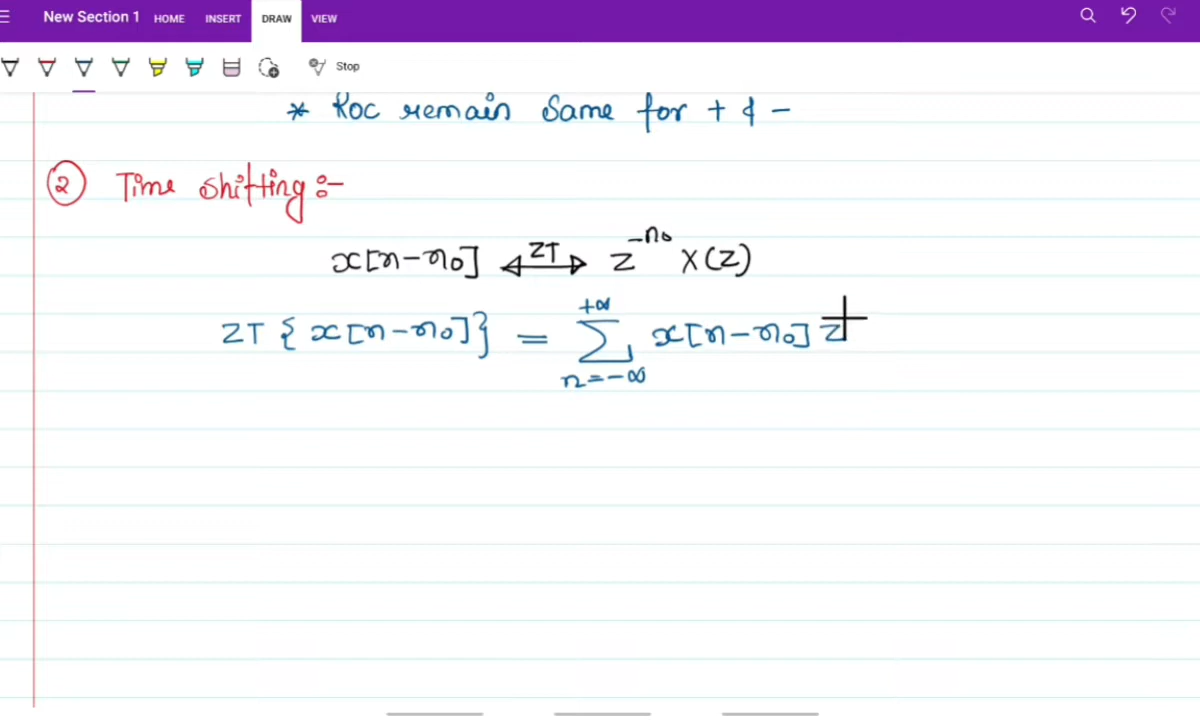 New Section 1 HOME INSERT DRAW VIEW
Stop
* Roc remain same for + & -
② Time shifting :-
x[n-n₀] ⟷ ZT z⁻ⁿ⁰ X(z)
ZT { x[n-n₀] } = +∞ Σ n=-∞ x[n-n₀] z